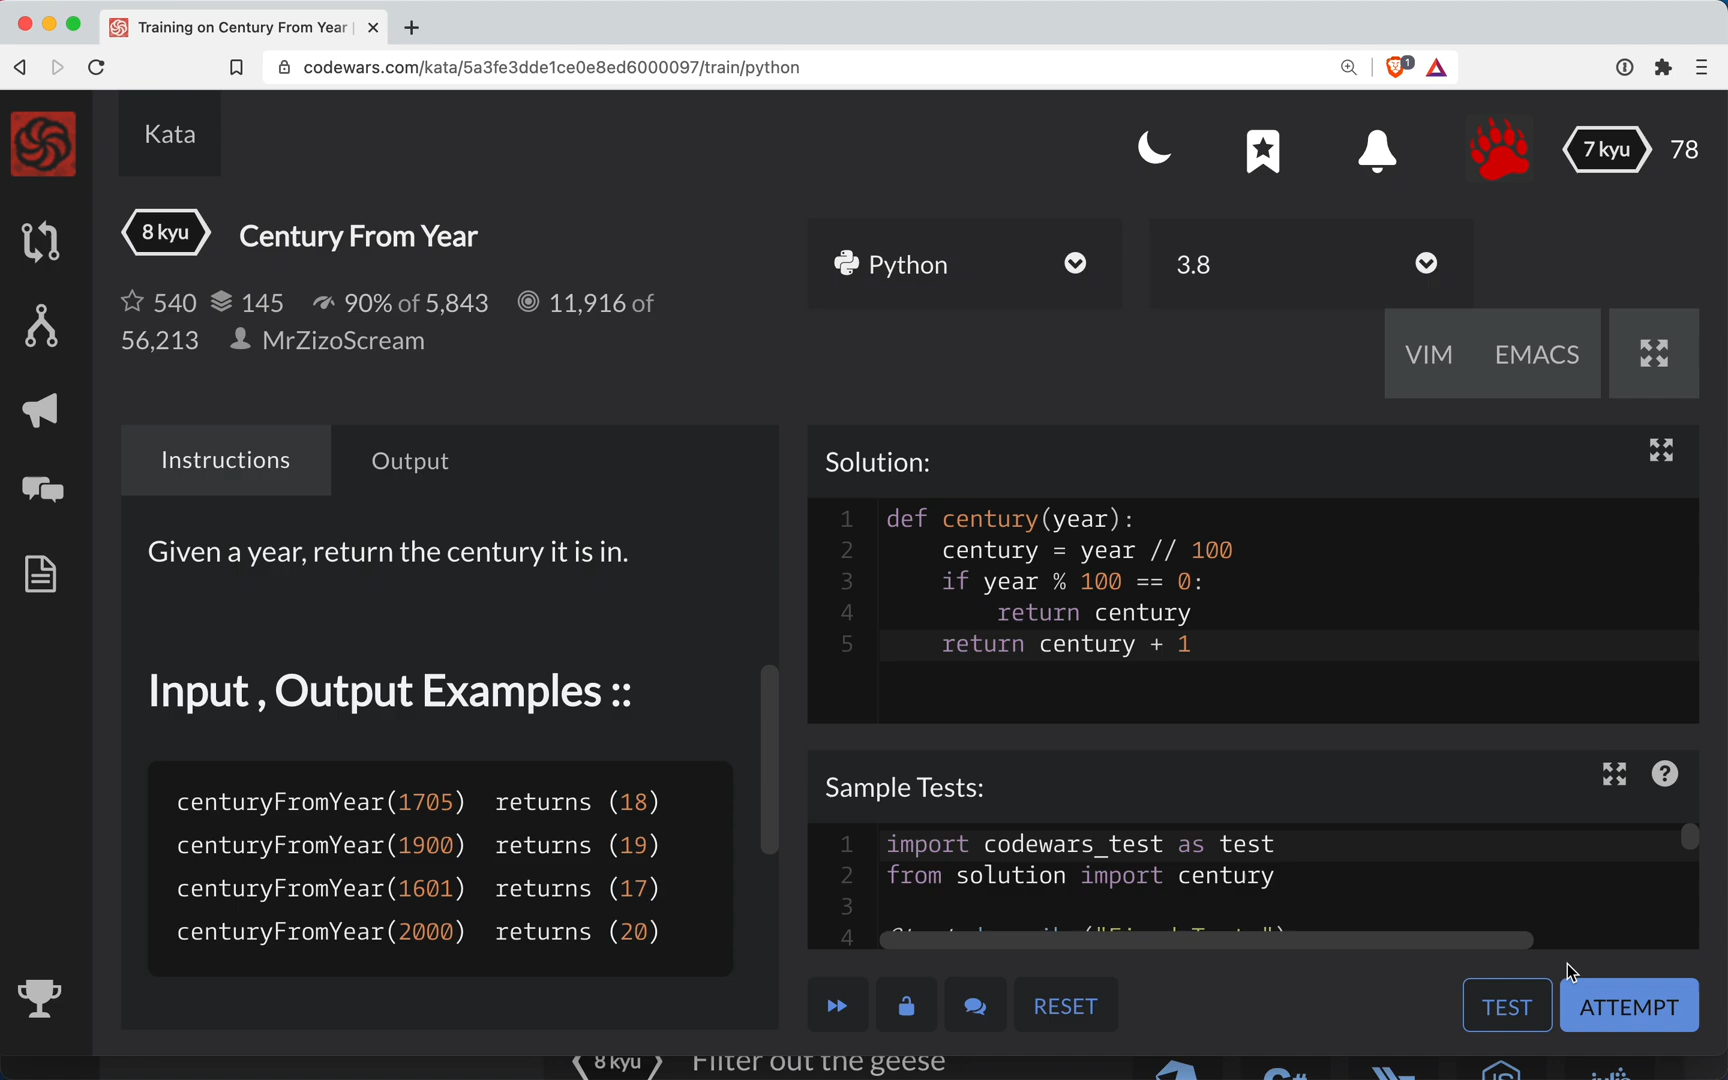 Training on Century From Year
codewars.com/kata/5a3fe3dde1ce0e8ed6000097/train/python
1
Kata
7 kyu
78
8 kyu
Century From Year
540 145 90% of 5,843 11,916 of
56,213 MrZizoScream
Python
3.8
VIM
EMACS
Instructions
Output
Given a year, return the century it is in.
Input , Output Examples ::
centuryFromYear(1705) returns (18)
centuryFromYear(1900) returns (19)
centuryFromYear(1601) returns (17)
centuryFromYear(2000) returns (20)
Solution:
1 def century(year):
2 century = year // 100
3 if year % 100 == 0:
4 return century
5 return century + 1
Sample Tests:
?
1 import codewars_test as test
2 from solution import century
3
4
RESET
TEST
ATTEMPT
8 kyu
Filter out the geese
C#
JS